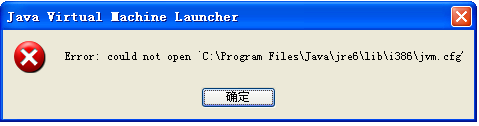 Java Virtual Machine Launcher
Error: could not open `C:\Program Files\Java\jre6\lib\i386\jvm.cfg'
确定